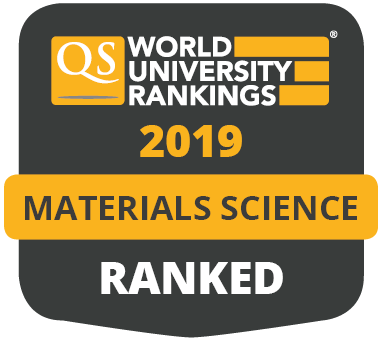 QS
WORLD
UNIVERSITY
RANKINGS
®
2019
MATERIALS SCIENCE
RANKED